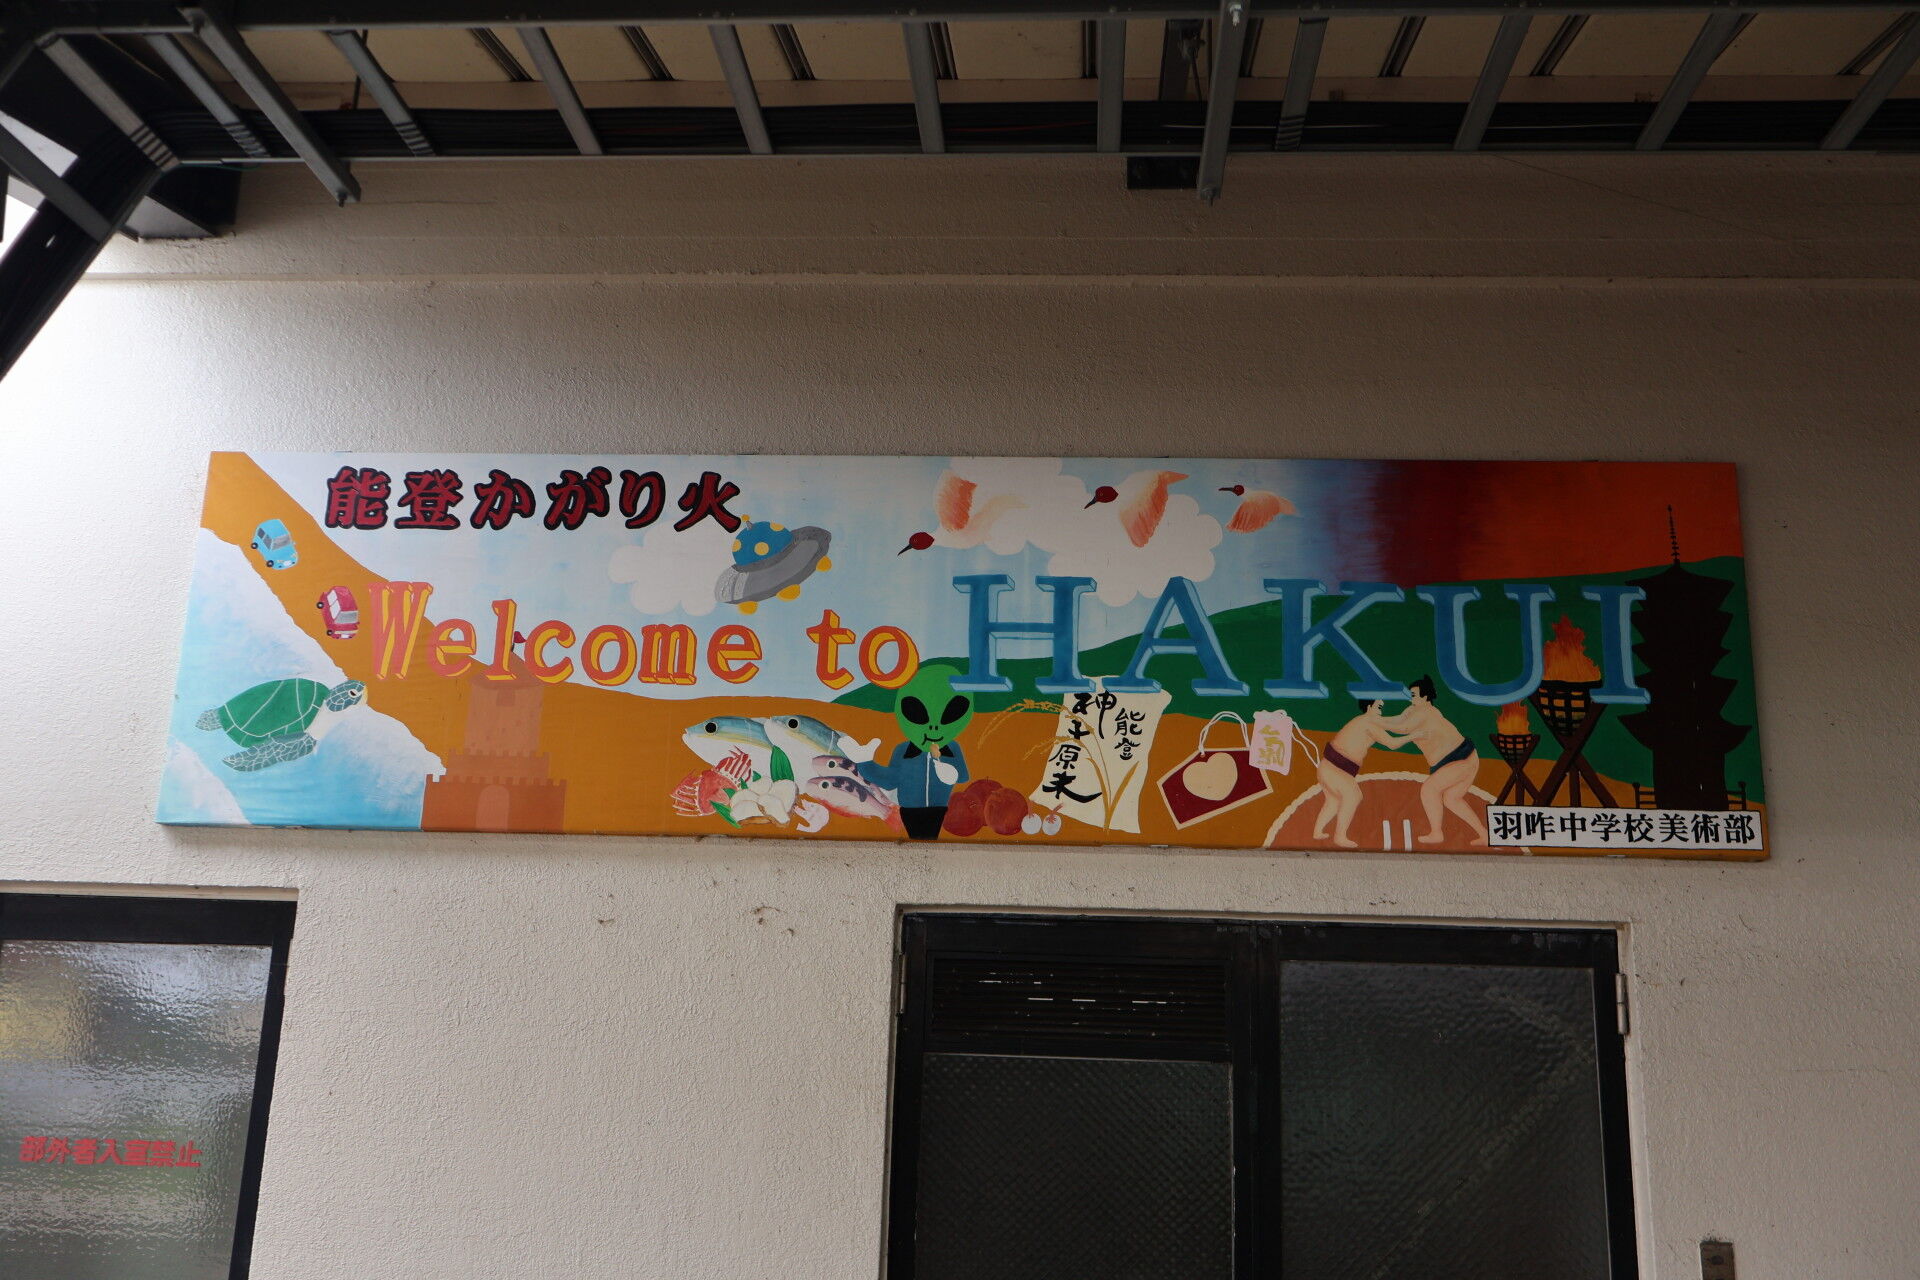 能登かがり火
Welcome to HAKUI
能登
神子原米
氣
羽咋中学校美術部
部外者入室禁止